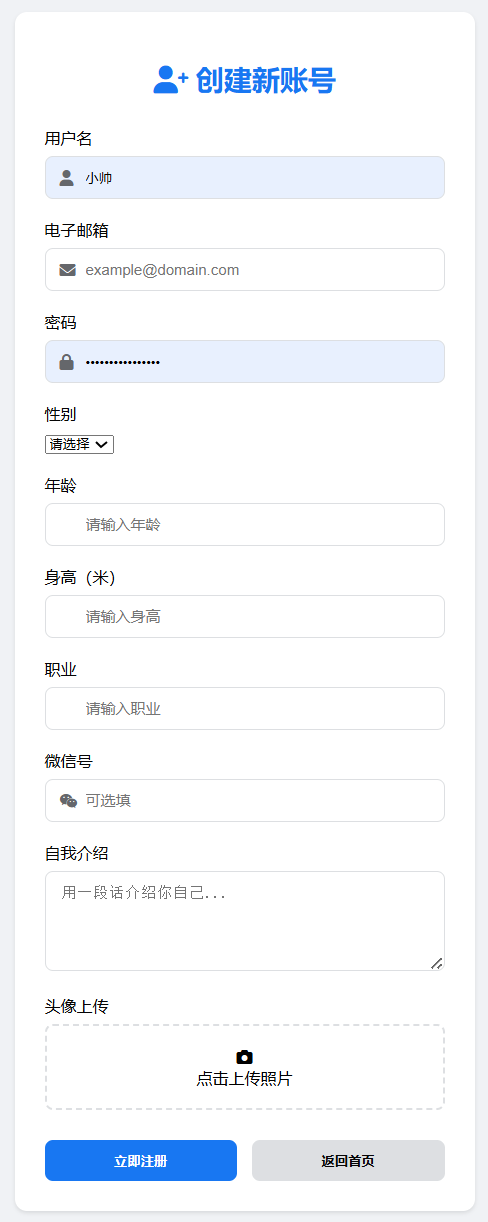 创建新账号
用户名
小帅
电子邮箱
example@domain.com
密码
••••••••••••••••
性别
请选择
年龄
请输入年龄
身高（米）
请输入身高
职业
请输入职业
微信号
可选填
自我介绍
用一段话介绍你自己...
头像上传
点击上传照片
立即注册 返回首页